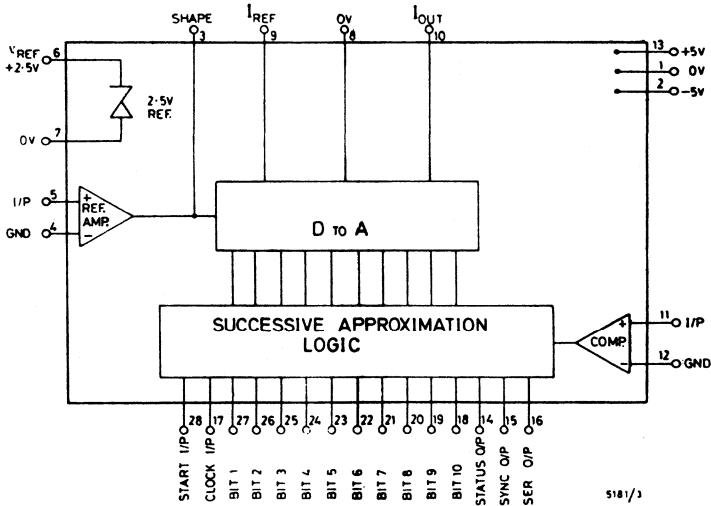 SHAPE
3
IREF
9
0V
8
IOUT
10
VREF
+2·5V
6
2·5V
REF.
0V
7
13
+5V
1
0V
2
-5V
I/P
5
+
REF.
AMP.
-
GND
4
D TO A
SUCCESSIVE APPROXIMATION
LOGIC
11
I/P
+
COMP.
-
12
GND
28
17
27
26
25
24
23
22
21
20
19
18
14
15
16
START I/P
CLOCK I/P
BIT 1
BIT 2
BIT 3
BIT 4
BIT 5
BIT 6
BIT 7
BIT 8
BIT 9
BIT 10
STATUS O/P
SYNC O/P
SER O/P
5181/3